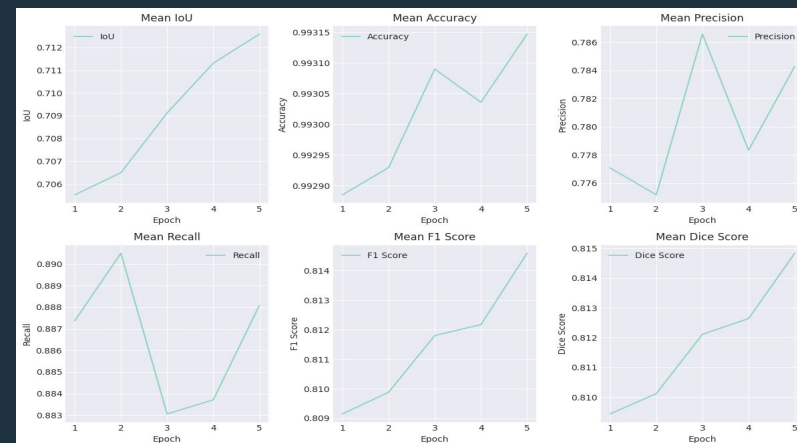 Mean IoU
IoU
0.712
0.711
0.710
0.709
0.708
0.707
0.706
IoU
1 2 3 4 5
Epoch
Mean Accuracy
Accuracy
0.99315
0.99310
0.99305
0.99300
0.99295
0.99290
Accuracy
1 2 3 4 5
Epoch
Mean Precision
Precision
0.786
0.784
0.782
0.780
0.778
0.776
Precision
1 2 3 4 5
Epoch
Mean Recall
Recall
0.890
0.889
0.888
0.887
0.886
0.885
0.884
0.883
Recall
1 2 3 4 5
Epoch
Mean F1 Score
F1 Score
0.814
0.813
0.812
0.811
0.810
0.809
F1 Score
1 2 3 4 5
Epoch
Mean Dice Score
Dice Score
0.815
0.814
0.813
0.812
0.811
0.810
Dice Score
1 2 3 4 5
Epoch